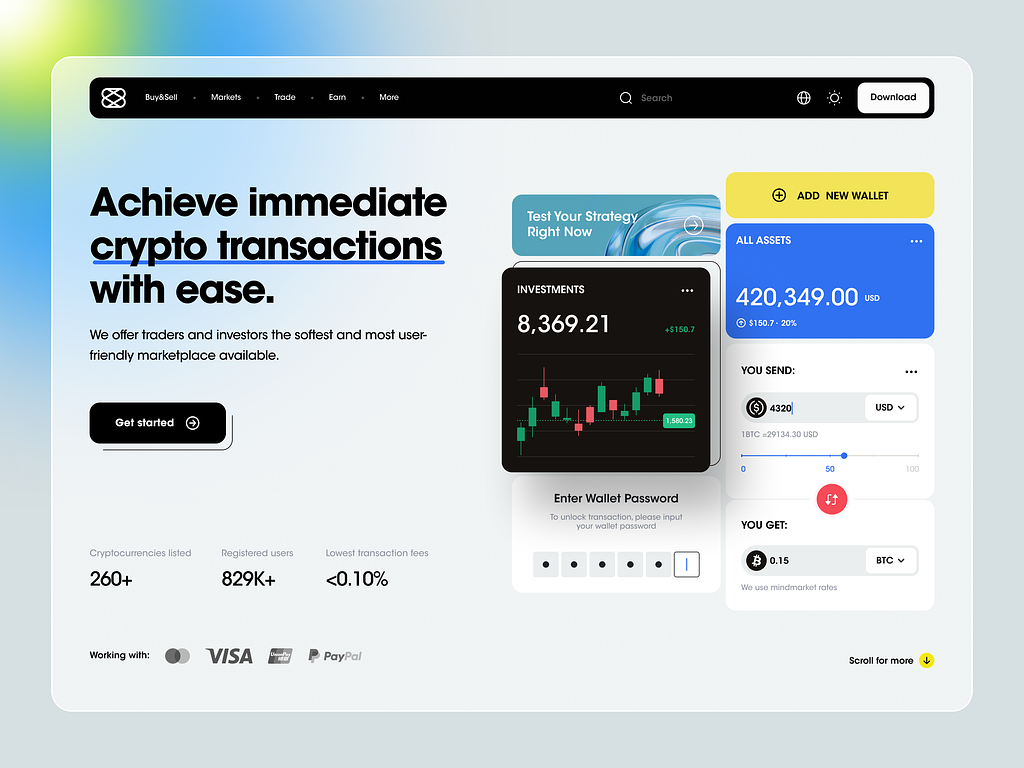 Buy&Sell
Markets
Trade
Earn
More
Search
Download
Achieve immediate
crypto transactions
with ease.
We offer traders and investors the softest and most user-
friendly marketplace available.
Get started
Cryptocurrencies listed
260+
Registered users
829K+
Lowest transaction fees
<0.10%
Working with:
VISA
UnionPay
PayPal
Test Your Strategy
Right Now
INVESTMENTS
8,369.21
+$150.7
1,580.23
Enter Wallet Password
To unlock transaction, please input
your wallet password
ADD NEW WALLET
ALL ASSETS
420,349.00 USD
$150.7 · 20%
YOU SEND:
4320
USD
1BTC =29134.30 USD
0
50
100
YOU GET:
0.15
BTC
We use mindmarket rates
Scroll for more